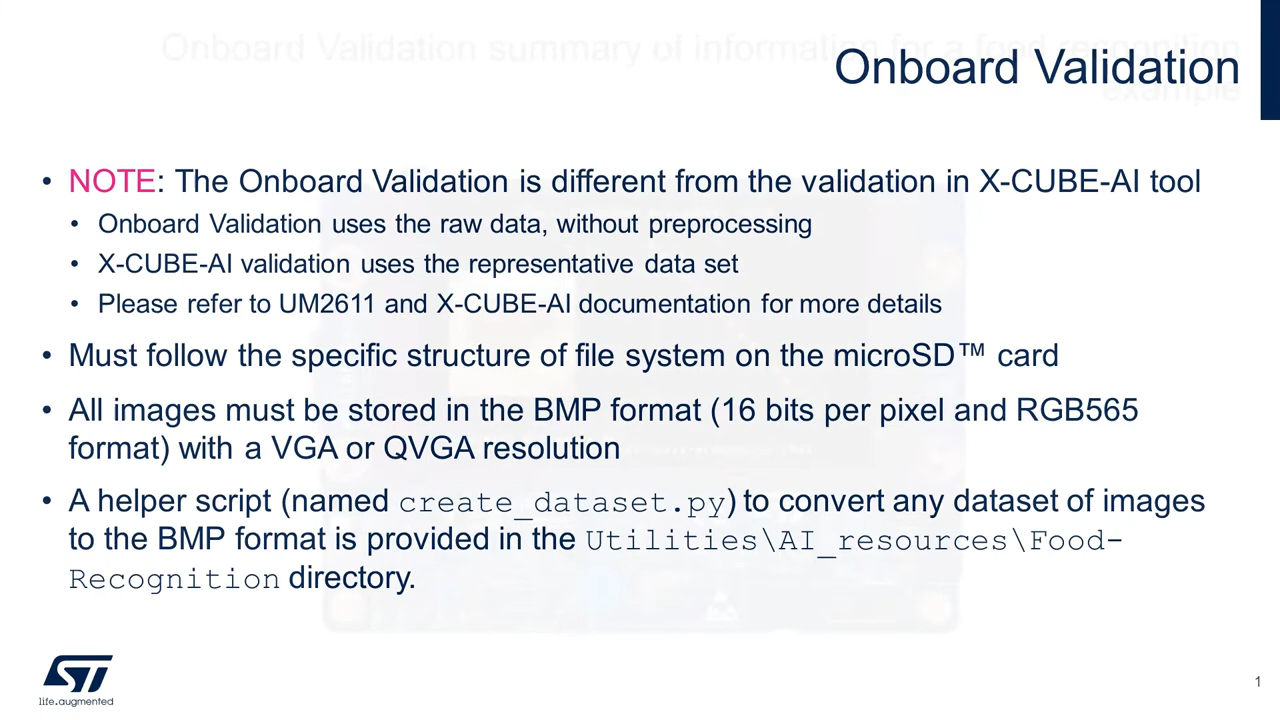 Onboard Validation summary of information for a food recognition
example
Onboard Validation
• NOTE: The Onboard Validation is different from the validation in X-CUBE-AI tool
• Onboard Validation uses the raw data, without preprocessing
• X-CUBE-AI validation uses the representative data set
• Please refer to UM2611 and X-CUBE-AI documentation for more details
• Must follow the specific structure of file system on the microSD™ card
• All images must be stored in the BMP format (16 bits per pixel and RGB565
format) with a VGA or QVGA resolution
• A helper script (named create_dataset.py) to convert any dataset of images
to the BMP format is provided in the Utilities\AI_resources\Food-
Recognition directory.
ST
life.augmented
1